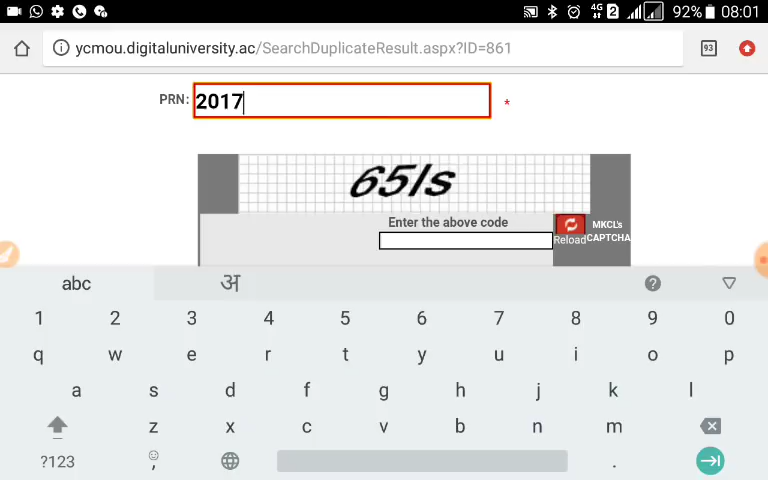 4G 2 92% 08:01
ycmou.digitaluniversity.ac/SearchDuplicateResult.aspx?ID=861 93
PRN: 2017 *
65ls
Enter the above code
Reload MKCL's CAPTCHA
abc अ ?
1 2 3 4 5 6 7 8 9 0
q w e r t y u i o p
a s d f g h j k l
z x c v b n m
?123 , .